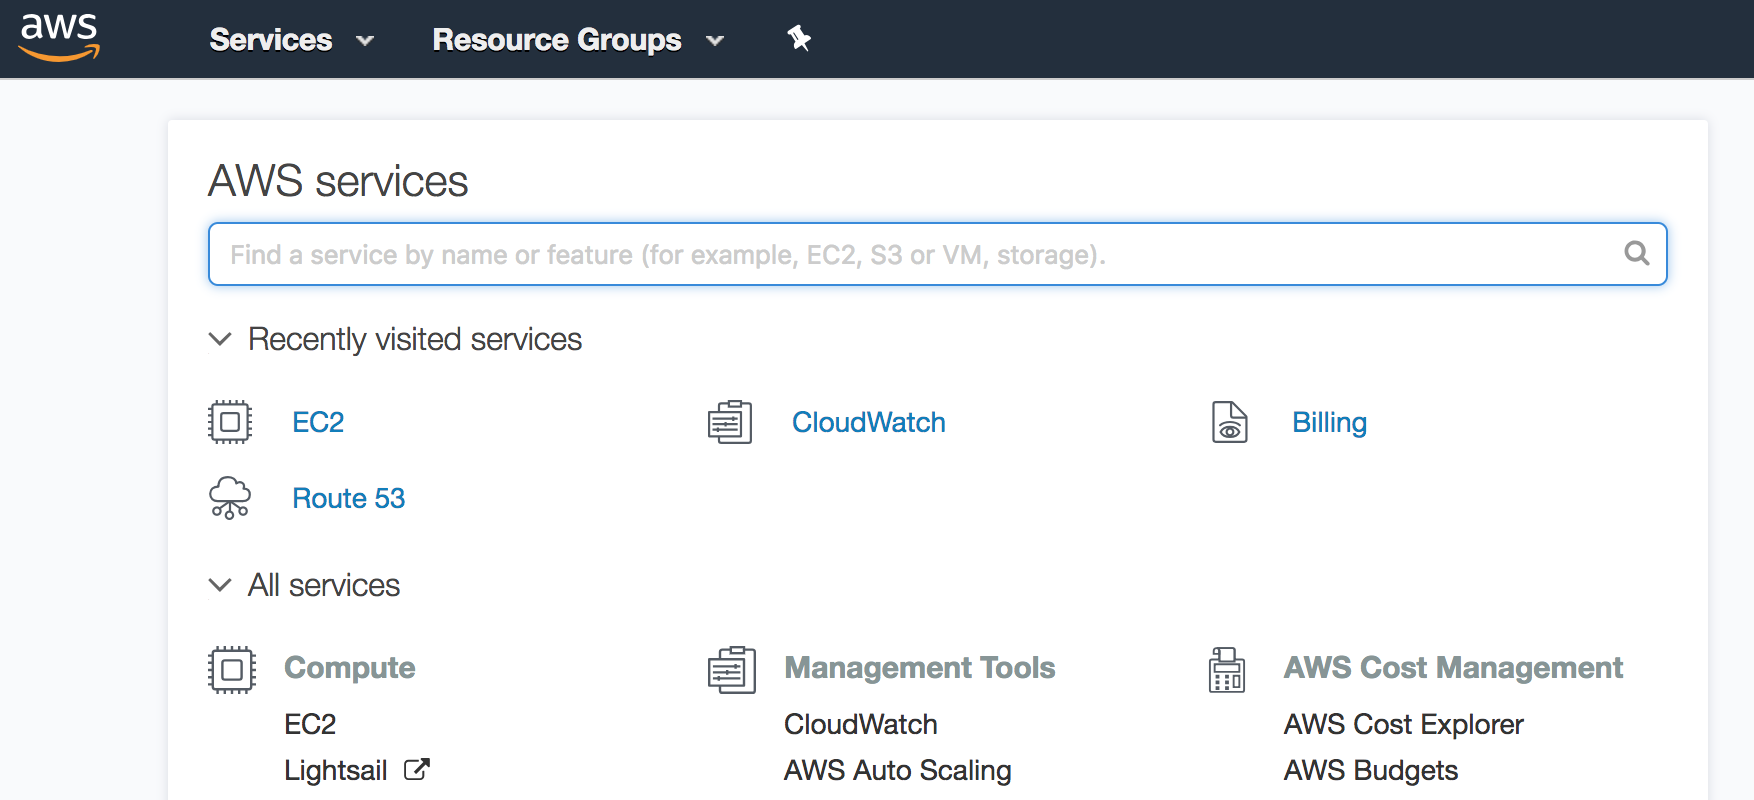 aws Services Resource Groups
AWS services
Find a service by name or feature (for example, EC2, S3 or VM, storage).
Recently visited services
EC2 CloudWatch Billing
Route 53
All services
Compute Management Tools AWS Cost Management
EC2 CloudWatch AWS Cost Explorer
Lightsail AWS Auto Scaling AWS Budgets